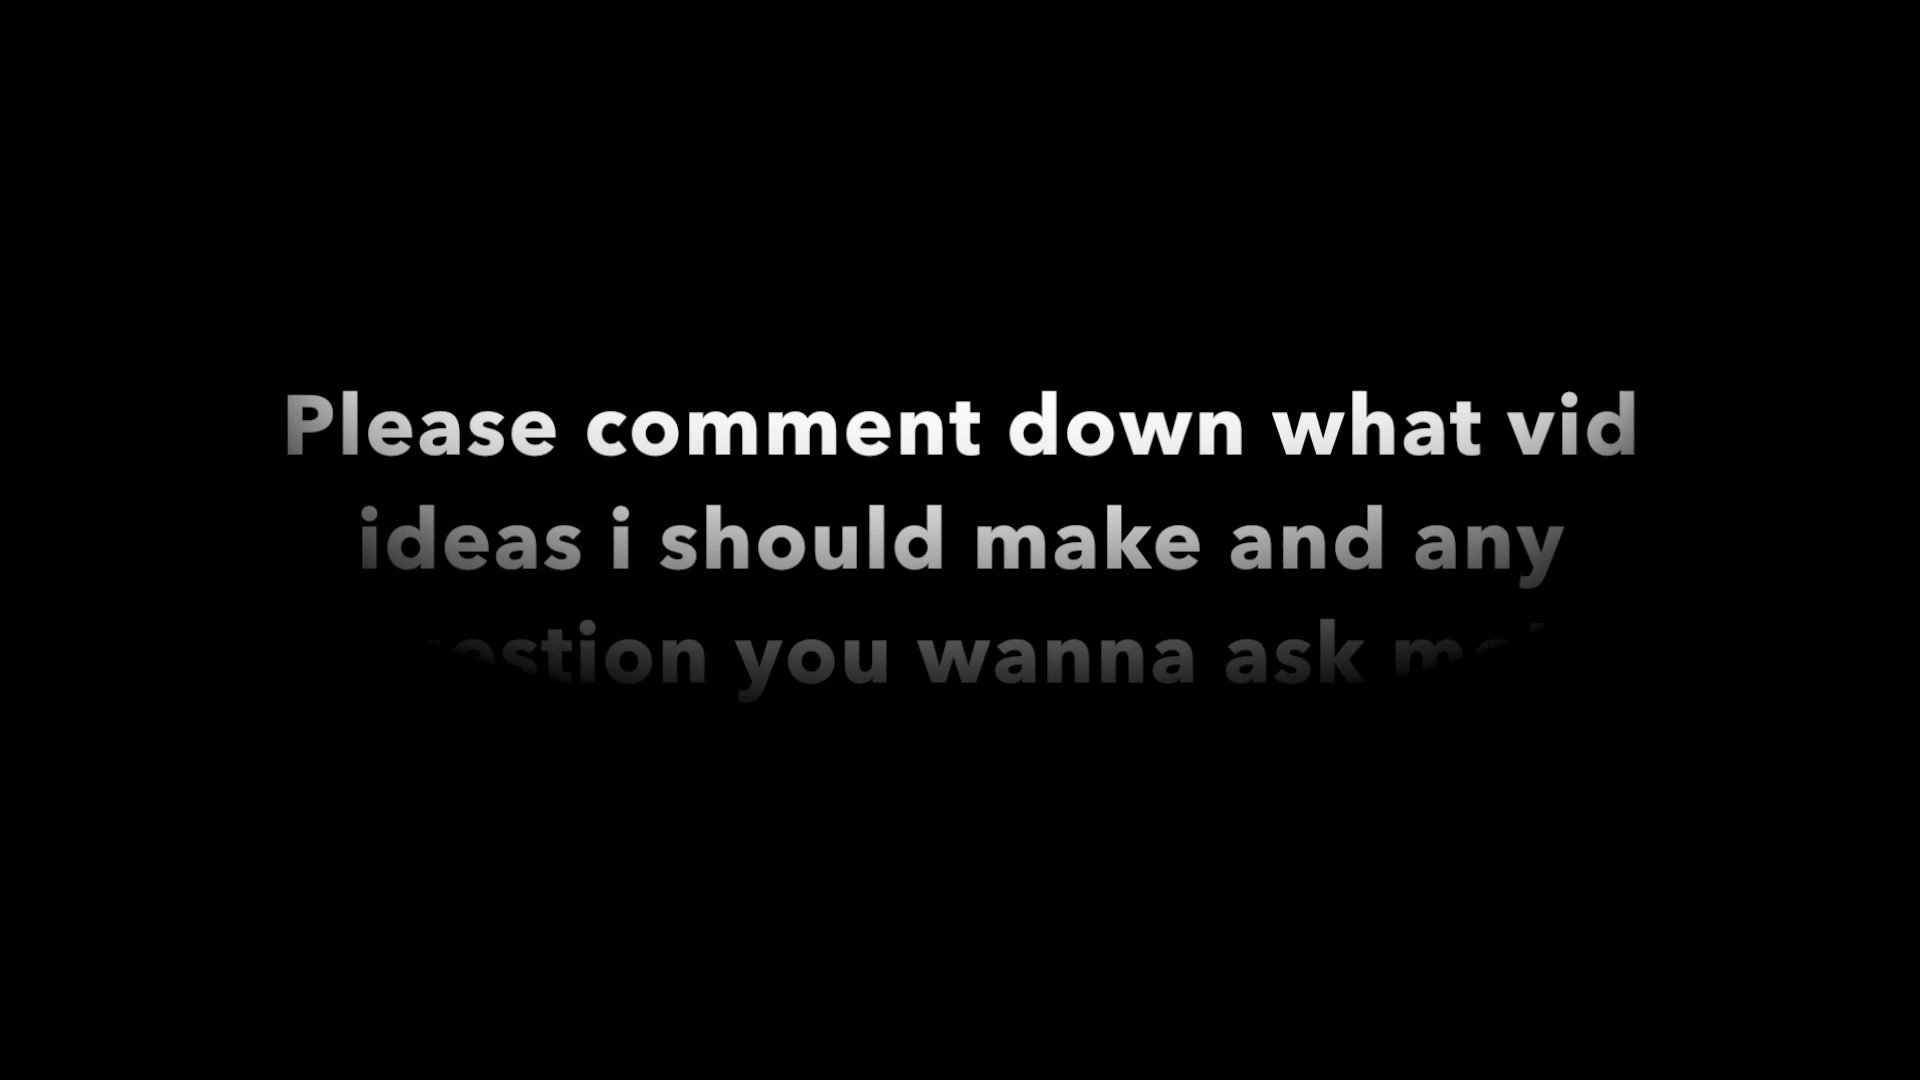 Please comment down what vid
ideas i should make and any
you wanna ask